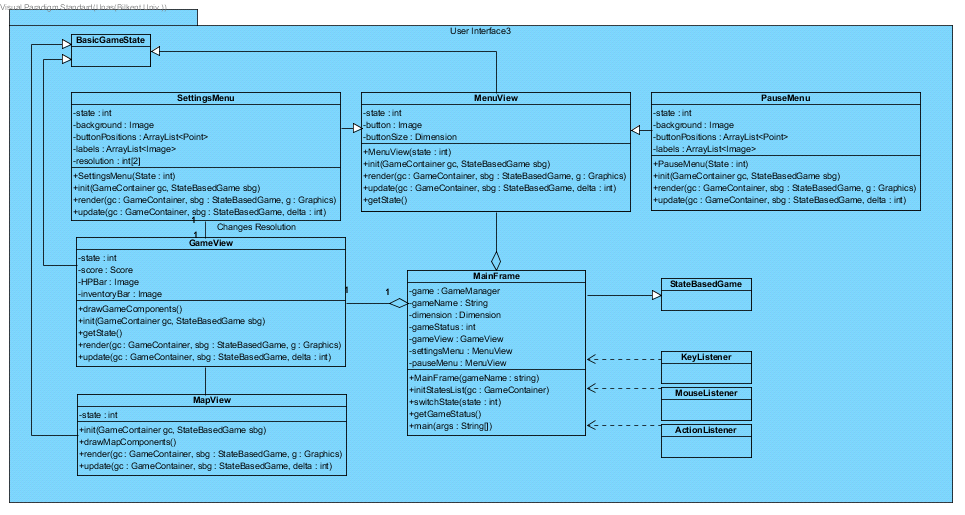 Visual Paradigm Standart(Ungas(Bilkent Univ.))
User Interface3
BasicGameState
SettingsMenu
-state : int
-background : Image
-buttonPositions : ArrayList<Point>
-labels : ArrayList<Image>
-resolution : int[2]
+SettingsMenu(State : int)
+init(GameContainer gc, StateBasedGame sbg)
+render(gc : GameContainer, sbg : StateBasedGame, g : Graphics)
+update(gc : GameContainer, sbg : StateBasedGame, delta : int)
MenuView
-state : int
-button : Image
-buttonSize : Dimension
+MenuView(state : int)
+init(GameContainer gc, StateBasedGame sbg)
+render(gc : GameContainer, sbg : StateBasedGame, g : Graphics)
+update(gc : GameContainer, sbg : StateBasedGame, delta : int)
+getState()
PauseMenu
-state : int
-background : Image
-buttonPositions : ArrayList<Point>
-labels : ArrayList<Image>
+PauseMenu(State : int)
+init(GameContainer gc, StateBasedGame sbg)
+render(gc : GameContainer, sbg : StateBasedGame, g : Graphics)
+update(gc : GameContainer, sbg : StateBasedGame, delta : int)
1
Changes Resolution
1
GameView
-state : int
-score : Score
-HPBar : Image
-inventoryBar : Image
+drawGameComponents()
+init(GameContainer gc, StateBasedGame sbg)
+getState()
+render(gc : GameContainer, sbg : StateBasedGame, g : Graphics)
+update(gc : GameContainer, sbg : StateBasedGame, delta : int)
1
1
MainFrame
-game : GameManager
-gameName : String
-dimension : Dimension
-gameStatus : int
-gameView : GameView
-settingsMenu : MenuView
-pauseMenu : MenuView
+MainFrame(gameName : string)
+initStatesList(gc : GameContainer)
+switchState(state : int)
+getGameStatus()
+main(args : String[])
StateBasedGame
KeyListener
MouseListener
ActionListener
MapView
-state : int
+init(GameContainer gc, StateBasedGame sbg)
+drawMapComponents()
+render(gc : GameContainer, sbg : StateBasedGame, g : Graphics)
+update(gc : GameContainer, sbg : StateBasedGame, delta : int)